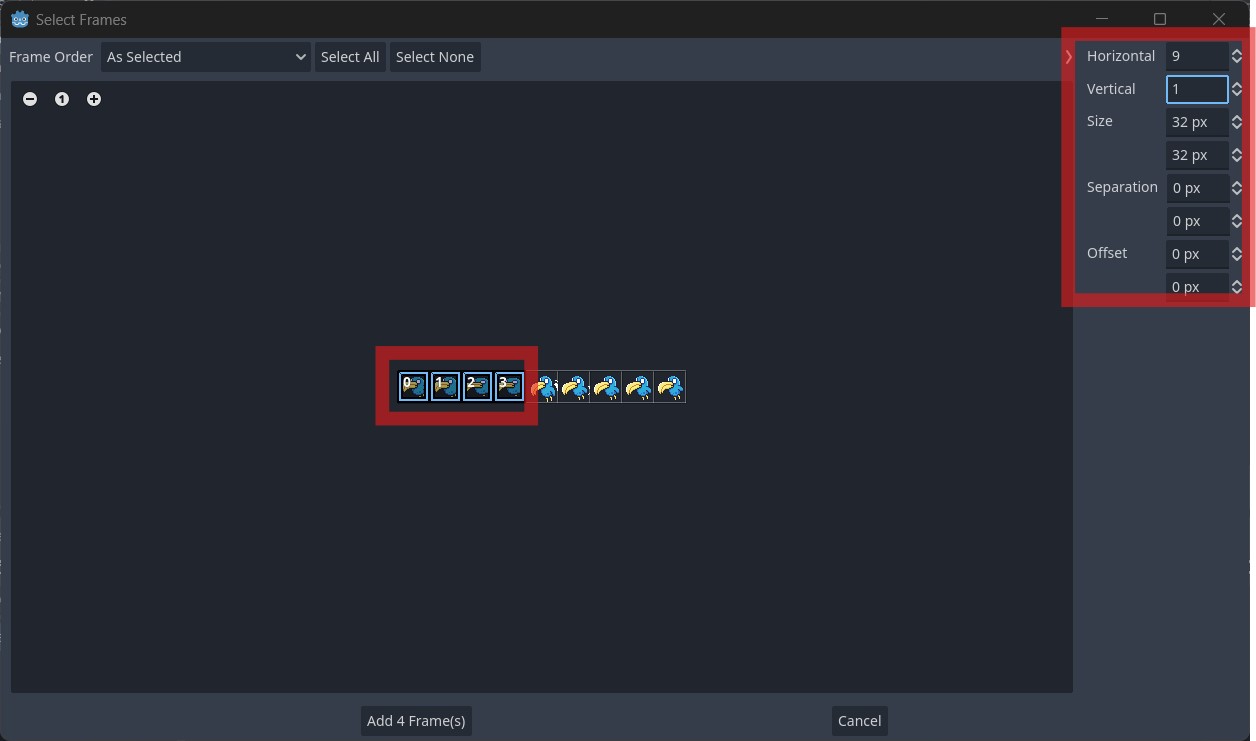 Select Frames
Frame Order As Selected Select All Select None
Horizontal 9
Vertical 1
Size 32 px
32 px
Separation 0 px
0 px
Offset 0 px
0 px
1
0 1 2 3
Add 4 Frame(s) Cancel